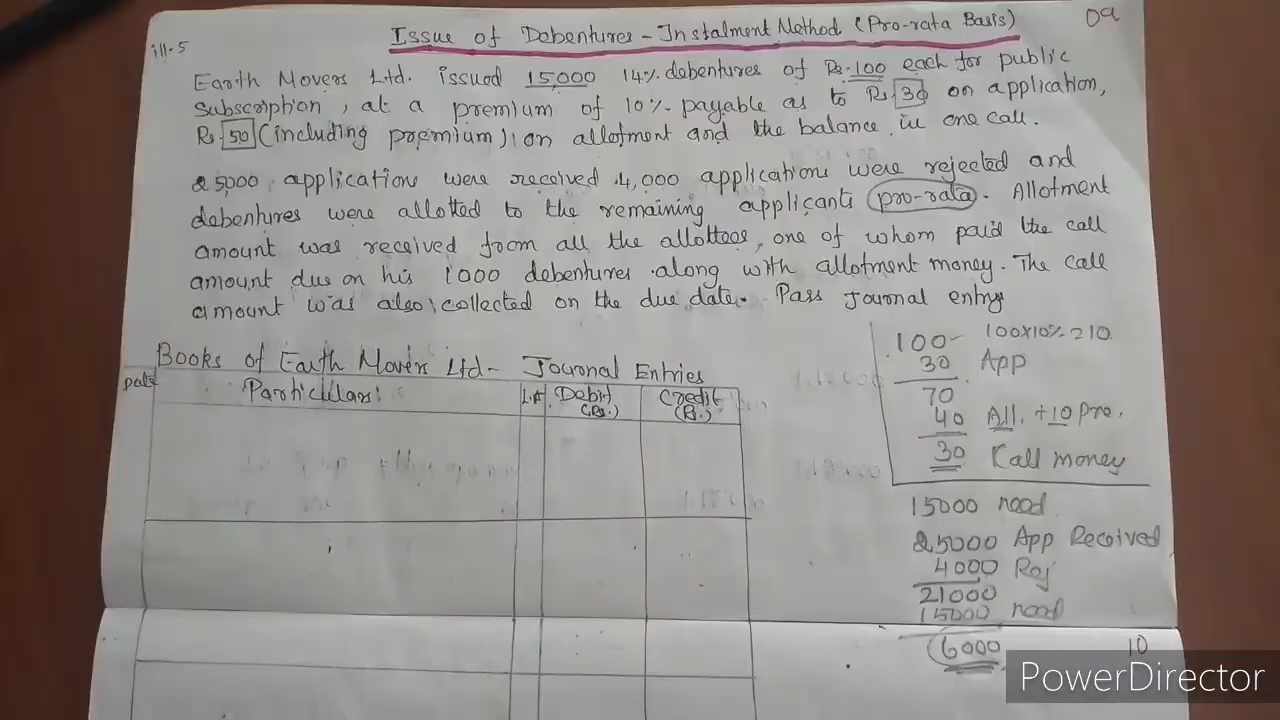 Issue of Debentures - Instalment Method (Pro-rata Basis)
09
ill.5
Earth Movers Ltd. issued 15,000 14% debentures of Rs.100 each for public
subscription, at a premium of 10% payable as to Rs 30 on application,
Rs 50 (including premium) on allotment and the balance in one call.
25,000 applications were received 4,000 applications were rejected and
debentures were allotted to the remaining applicants pro-rata. Allotment
amount was received from all the allottees, one of whom paid the call
amount due on his 1000 debentures along with allotment money. The call
amount was also collected on the due date. Pass Journal entry
Books of Earth Movers Ltd - Journal Entries
Date Particulars L.F Debit (Rs.) Credit (Rs.)
100 - 100x10% = 10
30 App
70
40 All. + 10 Pre.
30 Call money
15000 need
25000 App Received
4000 Rej
21000
15000 need
6000
10
PowerDirector